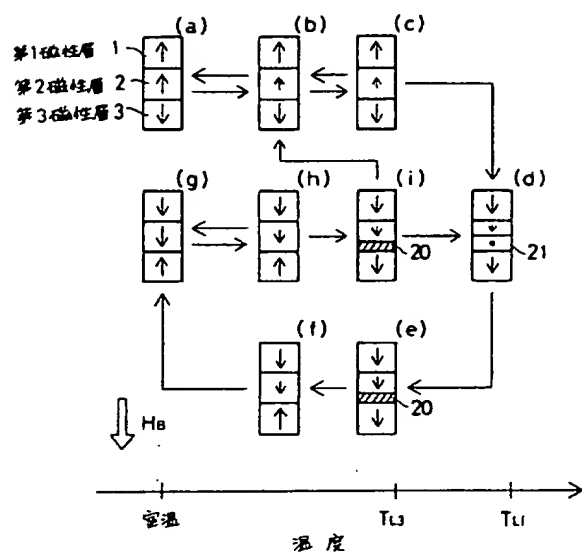 (a) (b) (c)
第1磁性層 1
第2磁性層 2
第3磁性層 3
(g) (h) (i) (d)
20 21
(f) (e)
20
HB
室温 TL3 TL1
温度